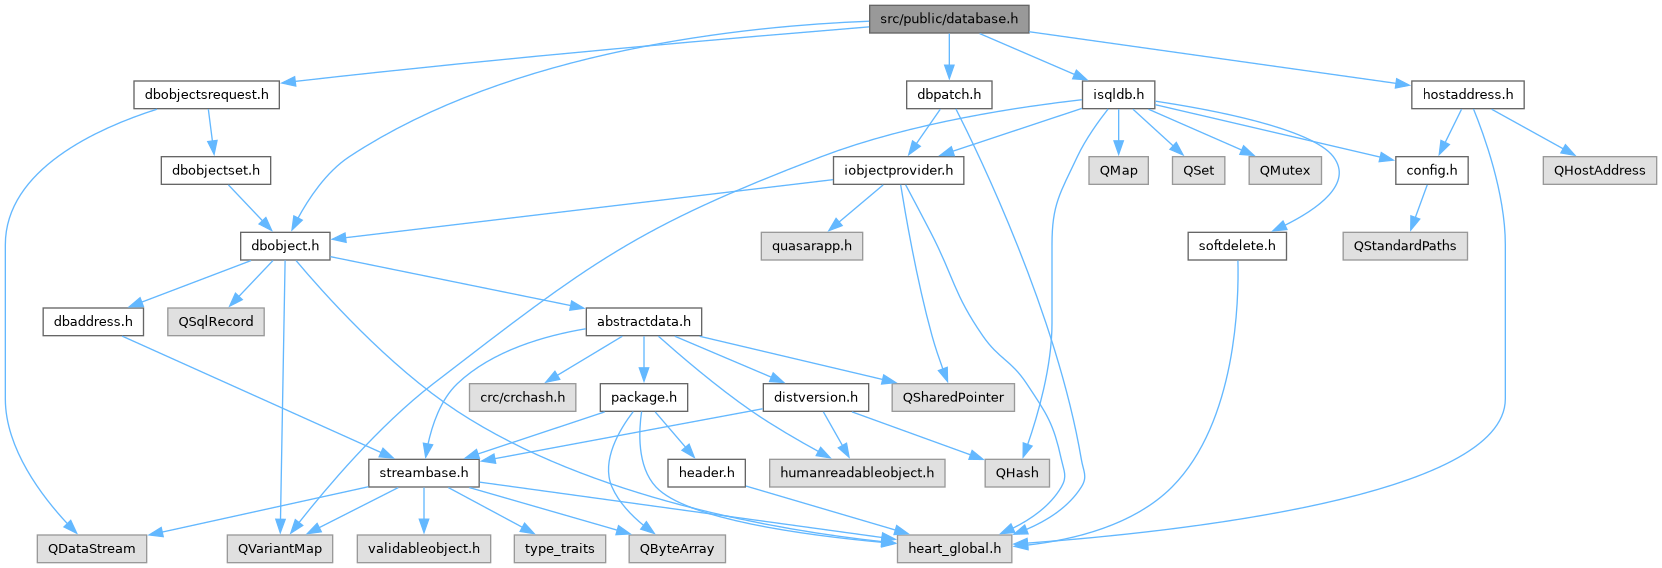 src/public/database.h
dbobjectsrequest.h
dbpatch.h
isqldb.h
hostaddress.h
dbobjectset.h
iobjectprovider.h
QMap
QSet
QMutex
config.h
QHostAddress
dbobject.h
quasarapp.h
softdelete.h
QStandardPaths
dbaddress.h
QSqlRecord
abstractdata.h
crc/crchash.h
package.h
distversion.h
QSharedPointer
streambase.h
header.h
humanreadableobject.h
QHash
QDataStream
QVariantMap
validableobject.h
type_traits
QByteArray
heart_global.h